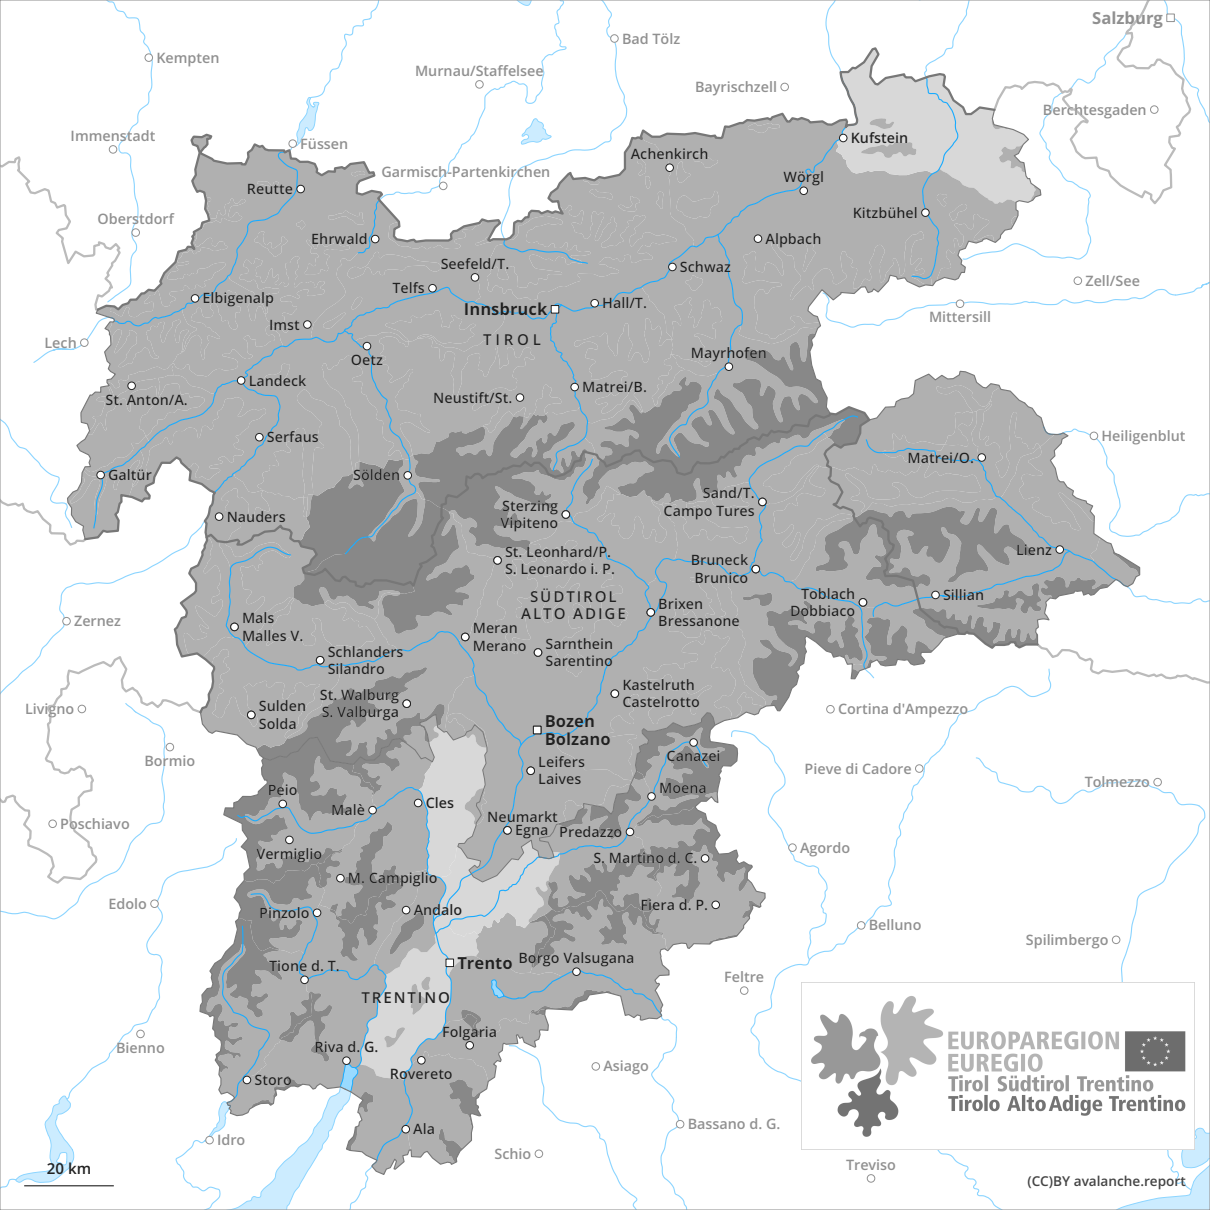 Salzburg
Kempten
Bad Tölz
Murnau/Staffelsee
Bayrischzell
Berchtesgaden
Immenstadt
Füssen
Kufstein
Achenkirch
Garmisch-Partenkirchen
Wörgl
Reutte
Oberstdorf
Kitzbühel
Ehrwald
Alpbach
Seefeld/T.
Schwaz
Zell/See
Telfs
Elbigenalp
Innsbruck
Hall/T.
Mittersill
Imst
TIROL
Lech
Oetz
Mayrhofen
Landeck
Matrei/B.
St. Anton/A.
Neustift/St.
Serfaus
Heiligenblut
Matrei/O.
Galtür
Sölden
Sand/T.
Campo Tures
Sterzing
Vipiteno
Nauders
St. Leonhard/P.
S. Leonardo i. P.
Lienz
Bruneck
Brunico
SÜDTIROL
ALTO ADIGE
Toblach
Dobbiaco
Sillian
Brixen
Bressanone
Zernez
Mals
Malles V.
Meran
Merano
Sarnthein
Sarentino
Schlanders
Silandro
Kastelruth
Castelrotto
St. Walburg
S. Valburga
Sulden
Solda
Livigno
Cortina d'Ampezzo
Bozen
Bolzano
Bormio
Canazei
Leifers
Laives
Pieve di Cadore
Tolmezzo
Peio
Moena
Malè
Cles
Neumarkt
Egna
Predazzo
Poschiavo
Vermiglio
S. Martino d. C.
Agordo
M. Campiglio
Edolo
Pinzolo
Andalo
Fiera d. P.
Belluno
Spilimbergo
Trento
Borgo Valsugana
Tione d. T.
Feltre
TRENTINO
Folgaria
Bienno
Riva d. G.
Rovereto
Asiago
Storo
EUROPAREGION
EUREGIO
Tirol Südtirol Trentino
Tirolo Alto Adige Trentino
Ala
Bassano d. G.
Idro
Schio
Treviso
20 km
(CC)BY avalanche.report